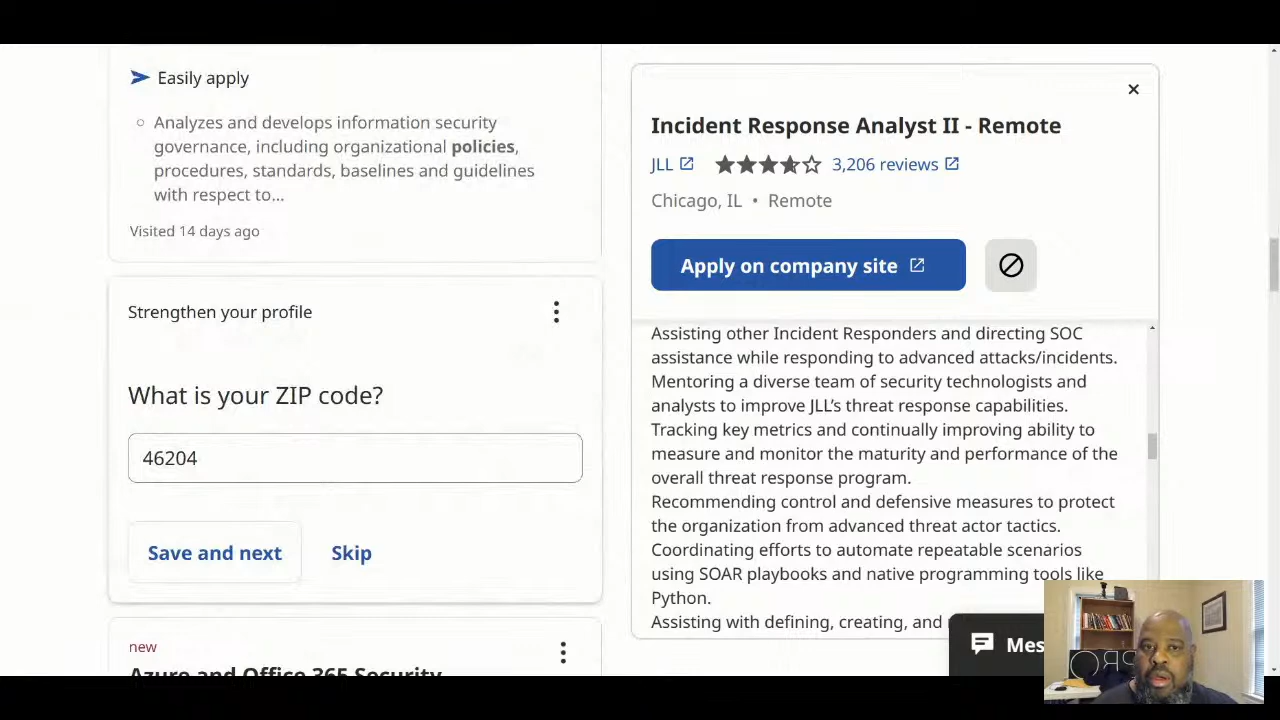 Easily apply
Analyzes and develops information security
governance, including organizational policies,
procedures, standards, baselines and guidelines
with respect to...
Visited 14 days ago
Strengthen your profile
What is your ZIP code?
46204
Save and next Skip
new
Azure and Office 365 Security
Incident Response Analyst II - Remote
JLL 3,206 reviews
Chicago, IL • Remote
Apply on company site
Assisting other Incident Responders and directing SOC
assistance while responding to advanced attacks/incidents.
Mentoring a diverse team of security technologists and
analysts to improve JLL’s threat response capabilities.
Tracking key metrics and continually improving ability to
measure and monitor the maturity and performance of the
overall threat response program.
Recommending control and defensive measures to protect
the organization from advanced threat actor tactics.
Coordinating efforts to automate repeatable scenarios
using SOAR playbooks and native programming tools like
Python.
Assisting with defining, creating, and
Mes